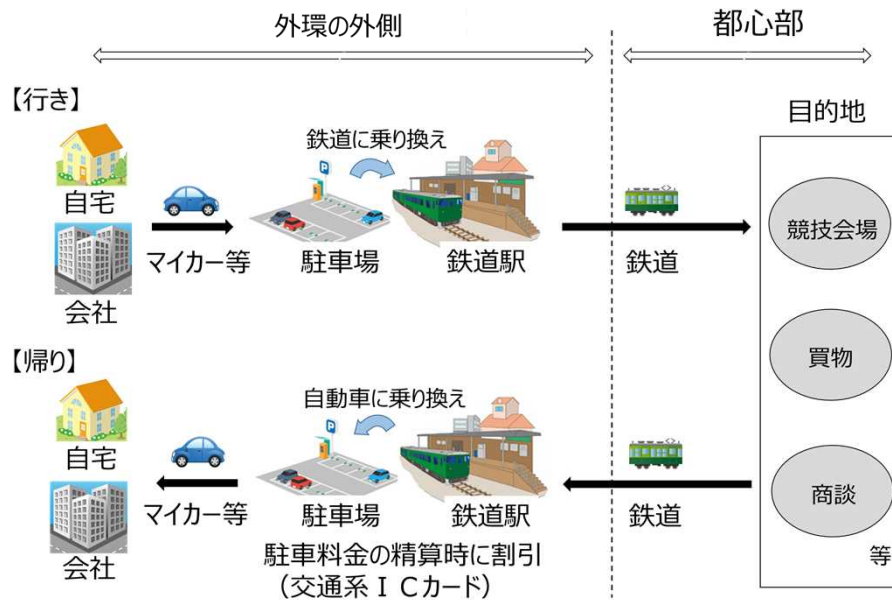 外環の外側
都心部
【行き】
目的地
鉄道に乗り換え
P
自宅
マイカー等
駐車場
鉄道駅
鉄道
競技会場
会社
買物
【帰り】
自動車に乗り換え
P
自宅
マイカー等
駐車場
鉄道駅
鉄道
商談
会社
駐車料金の精算時に割引
(交通系ＩＣカード)
等